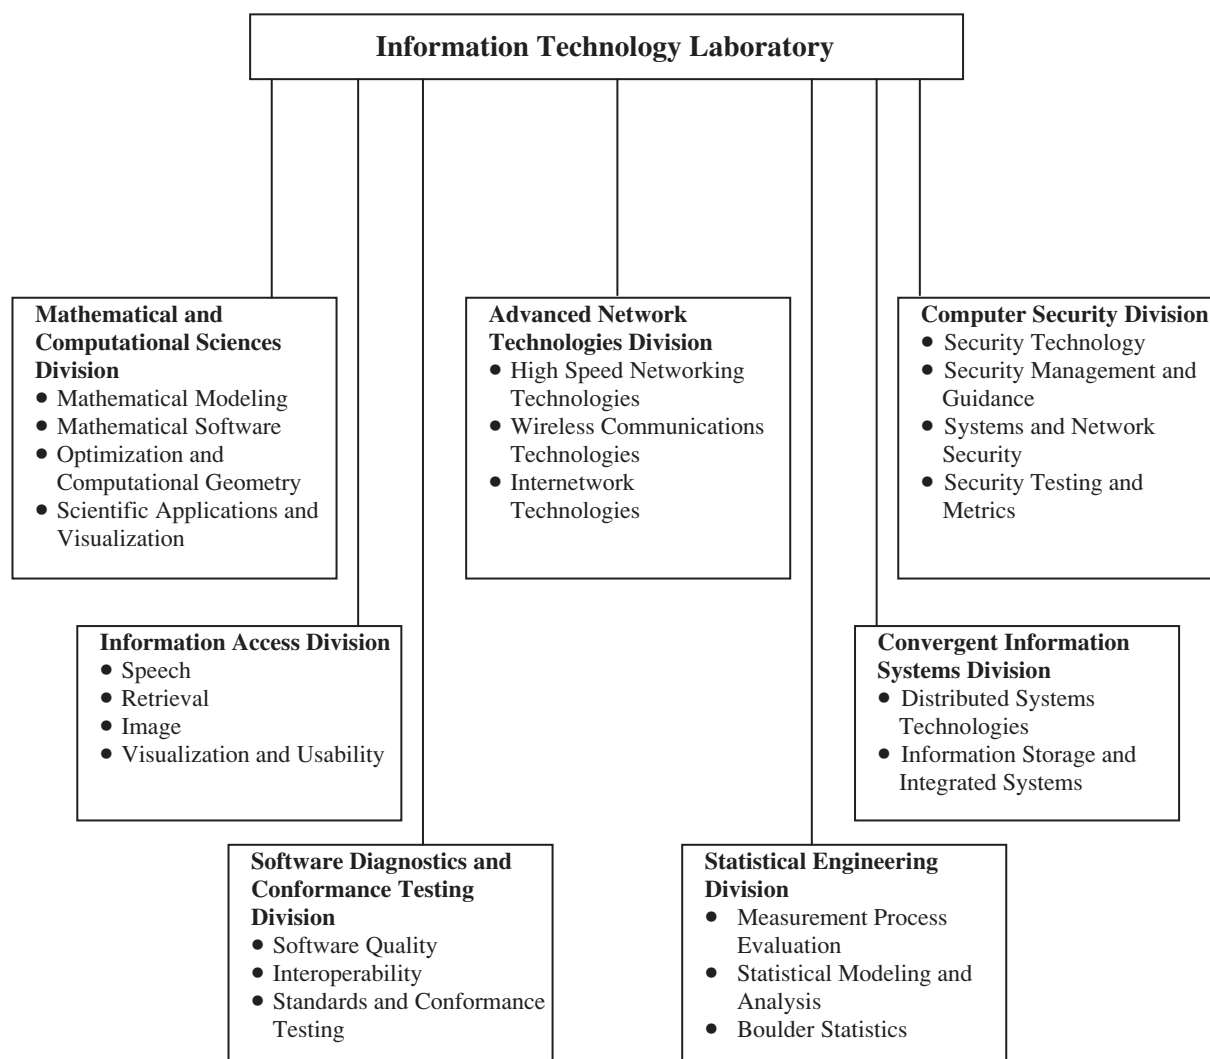 Information Technology Laboratory
Mathematical and
Computational Sciences
Division
● Mathematical Modeling
● Mathematical Software
● Optimization and
Computational Geometry
● Scientific Applications and
Visualization
Advanced Network
Technologies Division
● High Speed Networking
Technologies
● Wireless Communications
Technologies
● Internetwork
Technologies
Computer Security Division
● Security Technology
● Security Management and
Guidance
● Systems and Network
Security
● Security Testing and
Metrics
Information Access Division
● Speech
● Retrieval
● Image
● Visualization and Usability
Convergent Information
Systems Division
● Distributed Systems
Technologies
● Information Storage and
Integrated Systems
Software Diagnostics and
Conformance Testing
Division
● Software Quality
● Interoperability
● Standards and Conformance
Testing
Statistical Engineering
Division
● Measurement Process
Evaluation
● Statistical Modeling and
Analysis
● Boulder Statistics